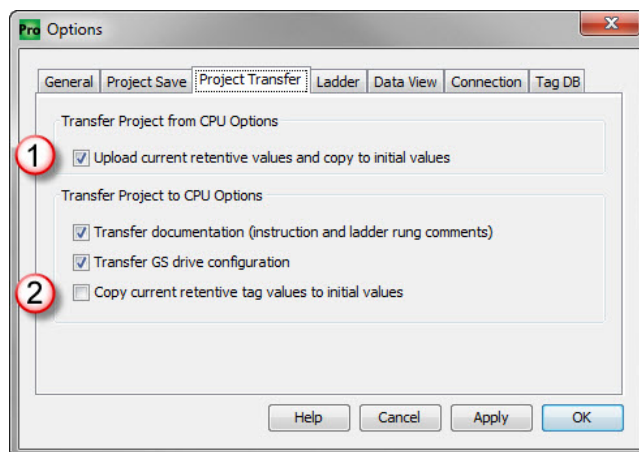 Pro Options
General Project Save Project Transfer Ladder Data View Connection Tag DB
Transfer Project from CPU Options
1 Upload current retentive values and copy to initial values
Transfer Project to CPU Options
Transfer documentation (instruction and ladder rung comments)
Transfer GS drive configuration
2 Copy current retentive tag values to initial values
Help Cancel Apply OK